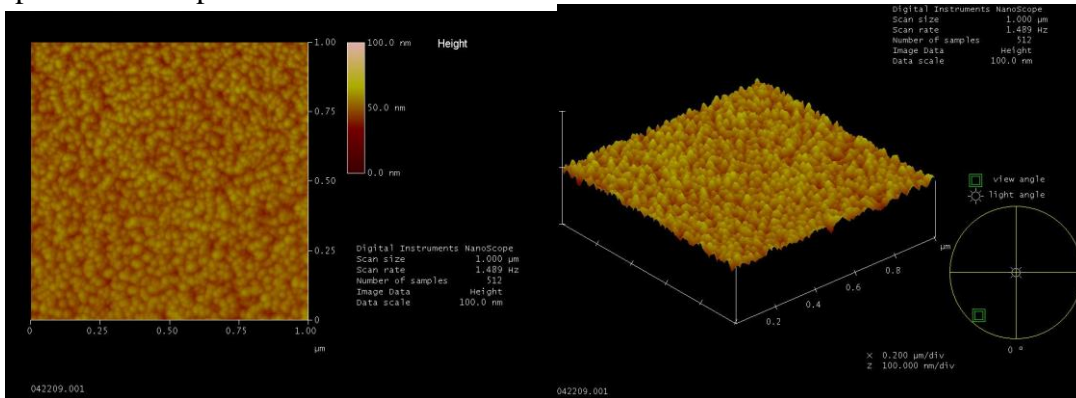 100.0 nm
Height
50.0 nm
0.0 nm
1.00
0.75
0.50
0.25
0
0
0.25
0.50
0.75
1.00
µm
Digital Instruments NanoScope
Scan size 1.000 µm
Scan rate 1.489 Hz
Number of samples 512
Image Data Height
Data scale 100.0 nm
042209.001
Digital Instruments NanoScope
Scan size 1.000 µm
Scan rate 1.489 Hz
Number of samples 512
Image Data Height
Data scale 100.0 nm
view angle
light angle
µm
0.8
0.6
0.4
0.2
X 0.200 µm/div
Z 100.000 nm/div
0 º
042209.001